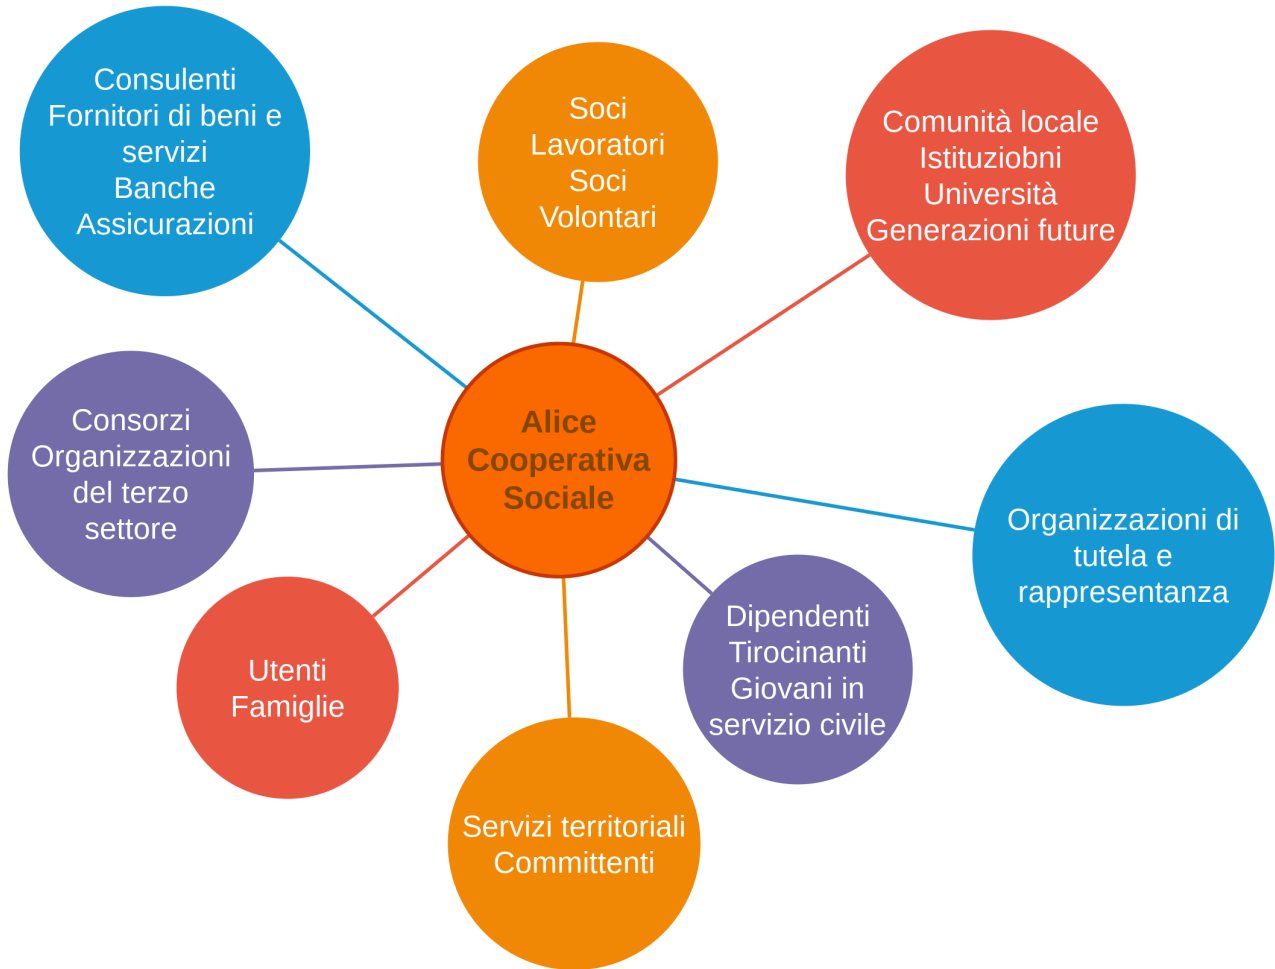 Consulenti
Fornitori di beni e
servizi
Banche
Assicurazioni
Soci
Lavoratori
Soci
Volontari
Comunità locale
Istituziobni
Università
Generazioni future
Consorzi
Organizzazioni
del terzo
settore
Alice
Cooperativa
Sociale
Organizzazioni di
tutela e
rappresentanza
Utenti
Famiglie
Dipendenti
Tirocinanti
Giovani in
servizio civile
Servizi territoriali
Committenti